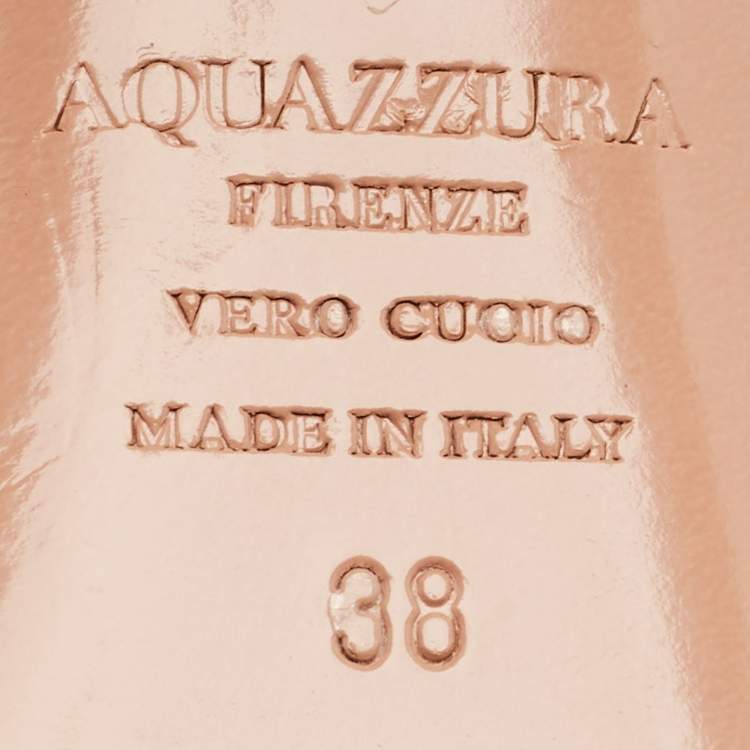 AQUAZZURA
FIRENZE
VERO CUOIO
MADE IN ITALY
38